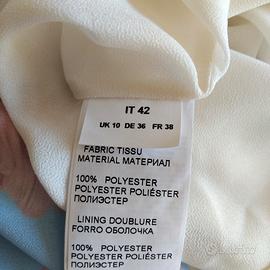 IT 42
UK 10 DE 36 FR 38
FABRIC TISSU
MATERIAL МАТЕРИАЛ
100% POLYESTER
POLYESTER POLIÉSTER
ПОЛИЭСТЕР
LINING DOUBLURE
FORRO ОБОЛОЧКА
100% POLYESTER
POLYESTER POLIÉSTER
ПОЛИЭСТЕР
subito